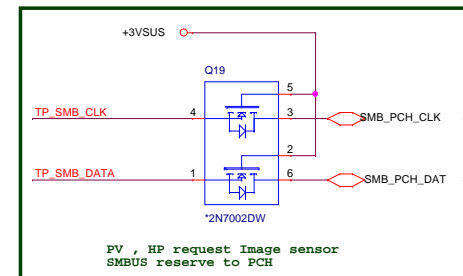 +3VSUS
Q19
5
TP_SMB_CLK
4
3
SMB_PCH_CLK
2
TP_SMB_DATA
1
6
SMB_PCH_DAT
*2N7002DW
PV , HP request Image sensor
SMBUS reserve to PCH